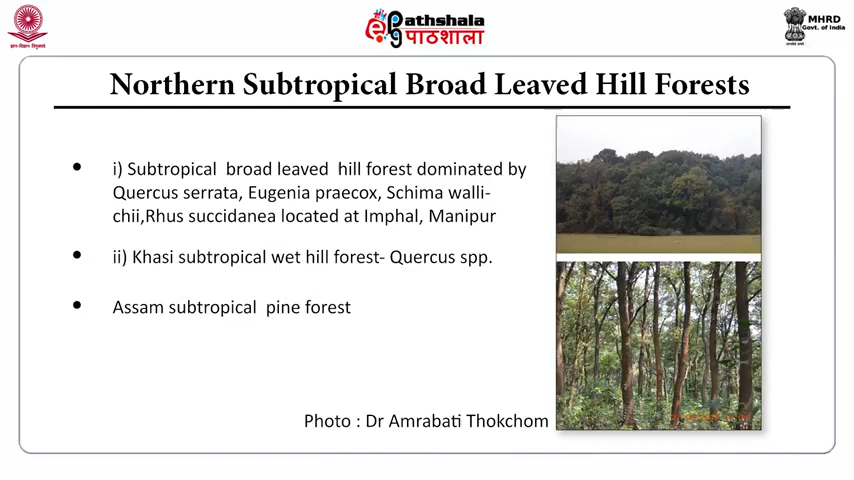 Pathshala
पाठशाला
MHRD
Govt. of India
Northern Subtropical Broad Leaved Hill Forests
• i) Subtropical broad leaved hill forest dominated by
Quercus serrata, Eugenia praecox, Schima walli-
chii,Rhus succidanea located at Imphal, Manipur
• ii) Khasi subtropical wet hill forest- Quercus spp.
• Assam subtropical pine forest
Photo : Dr Amrabati Thokchom